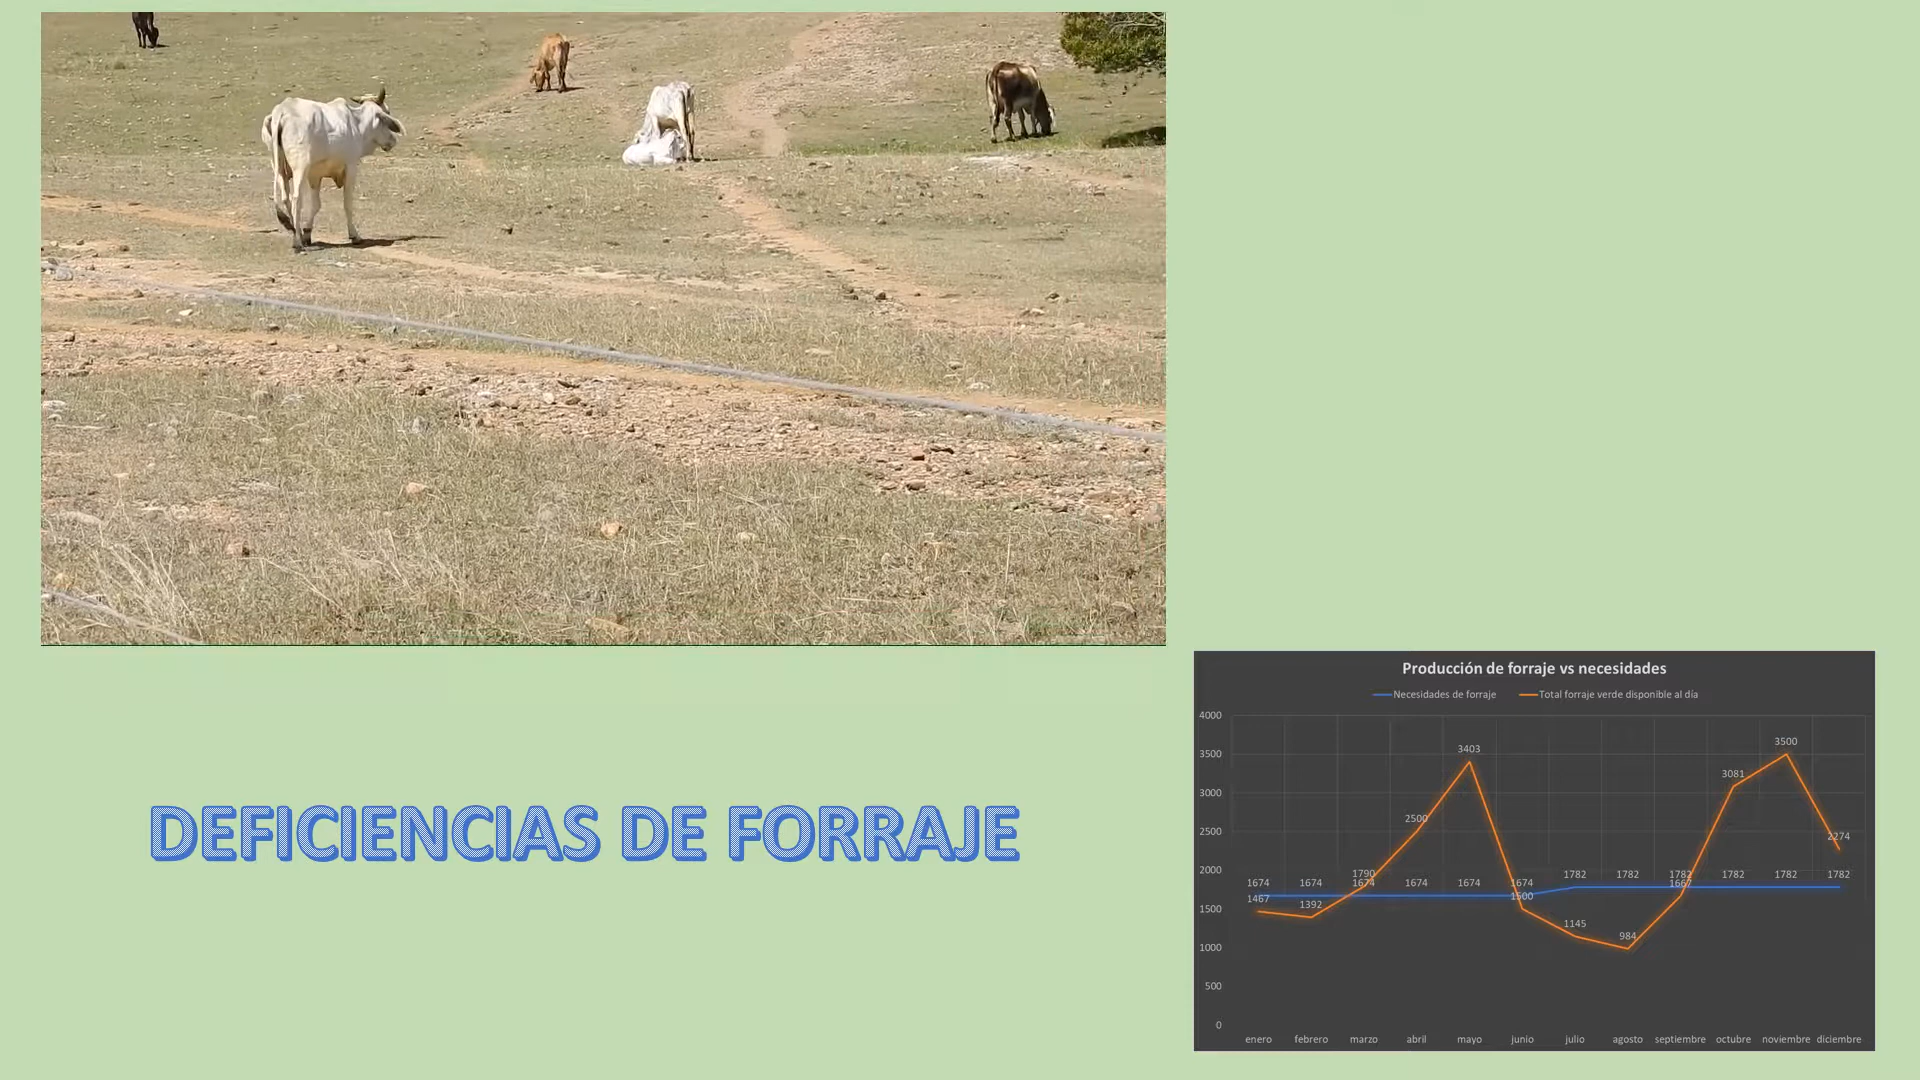 Producción de forraje vs necesidades
Necesidades de forraje Total forraje verde disponible al día
4000
3500
3000
2500
2000
1500
1000
500
0
3403
3500
3081
2500
2274
1790
1674 1674 1674 1674 1674 1674 1782 1782 1782 1782 1782 1782
1467 1392 1500 1667
1145
984
enero febrero marzo abril mayo junio julio agosto septiembre octubre noviembre diciembre
DEFICIENCIAS DE FORRAJE